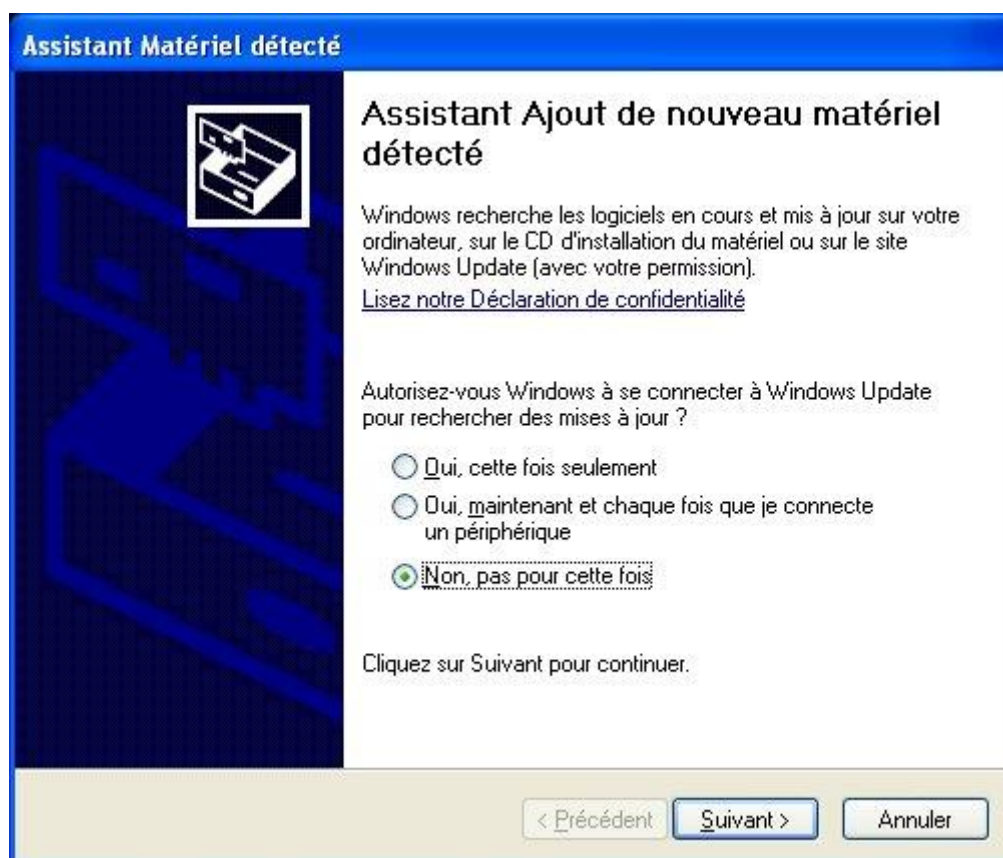 Assistant Matériel détecté
Assistant Ajout de nouveau matériel
détecté
Windows recherche les logiciels en cours et mis à jour sur votre
ordinateur, sur le CD d'installation du matériel ou sur le site
Windows Update (avec votre permission).
Lisez notre Déclaration de confidentialité
Autorisez-vous Windows à se connecter à Windows Update
pour rechercher des mises à jour ?
Oui, cette fois seulement
Oui, maintenant et chaque fois que je connecte
un périphérique
Non, pas pour cette fois
Cliquez sur Suivant pour continuer.
< Précédent Suivant > Annuler